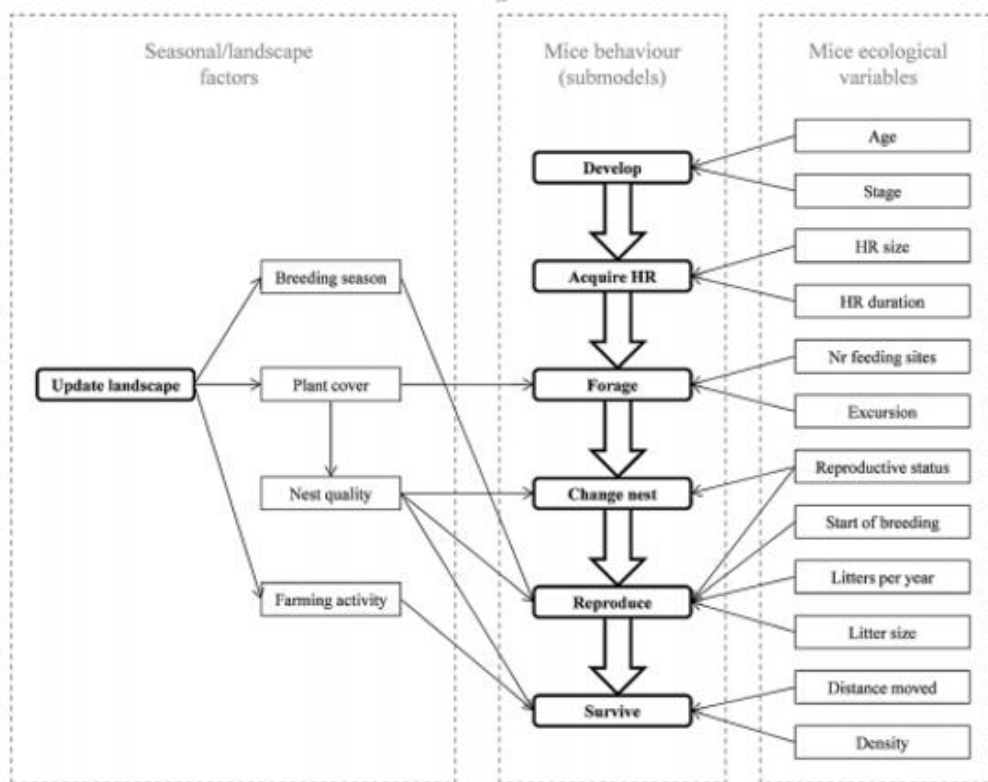 Seasonal/landscape
factors
Mice behaviour
(submodels)
Mice ecological
variables
Age
Develop
Stage
HR size
Breeding season
Acquire HR
HR duration
Nr feeding sites
Update landscape
Plant cover
Forage
Excursion
Reproductive status
Nest quality
Change nest
Start of breeding
Litters per year
Farming activity
Reproduce
Litter size
Distance moved
Survive
Density